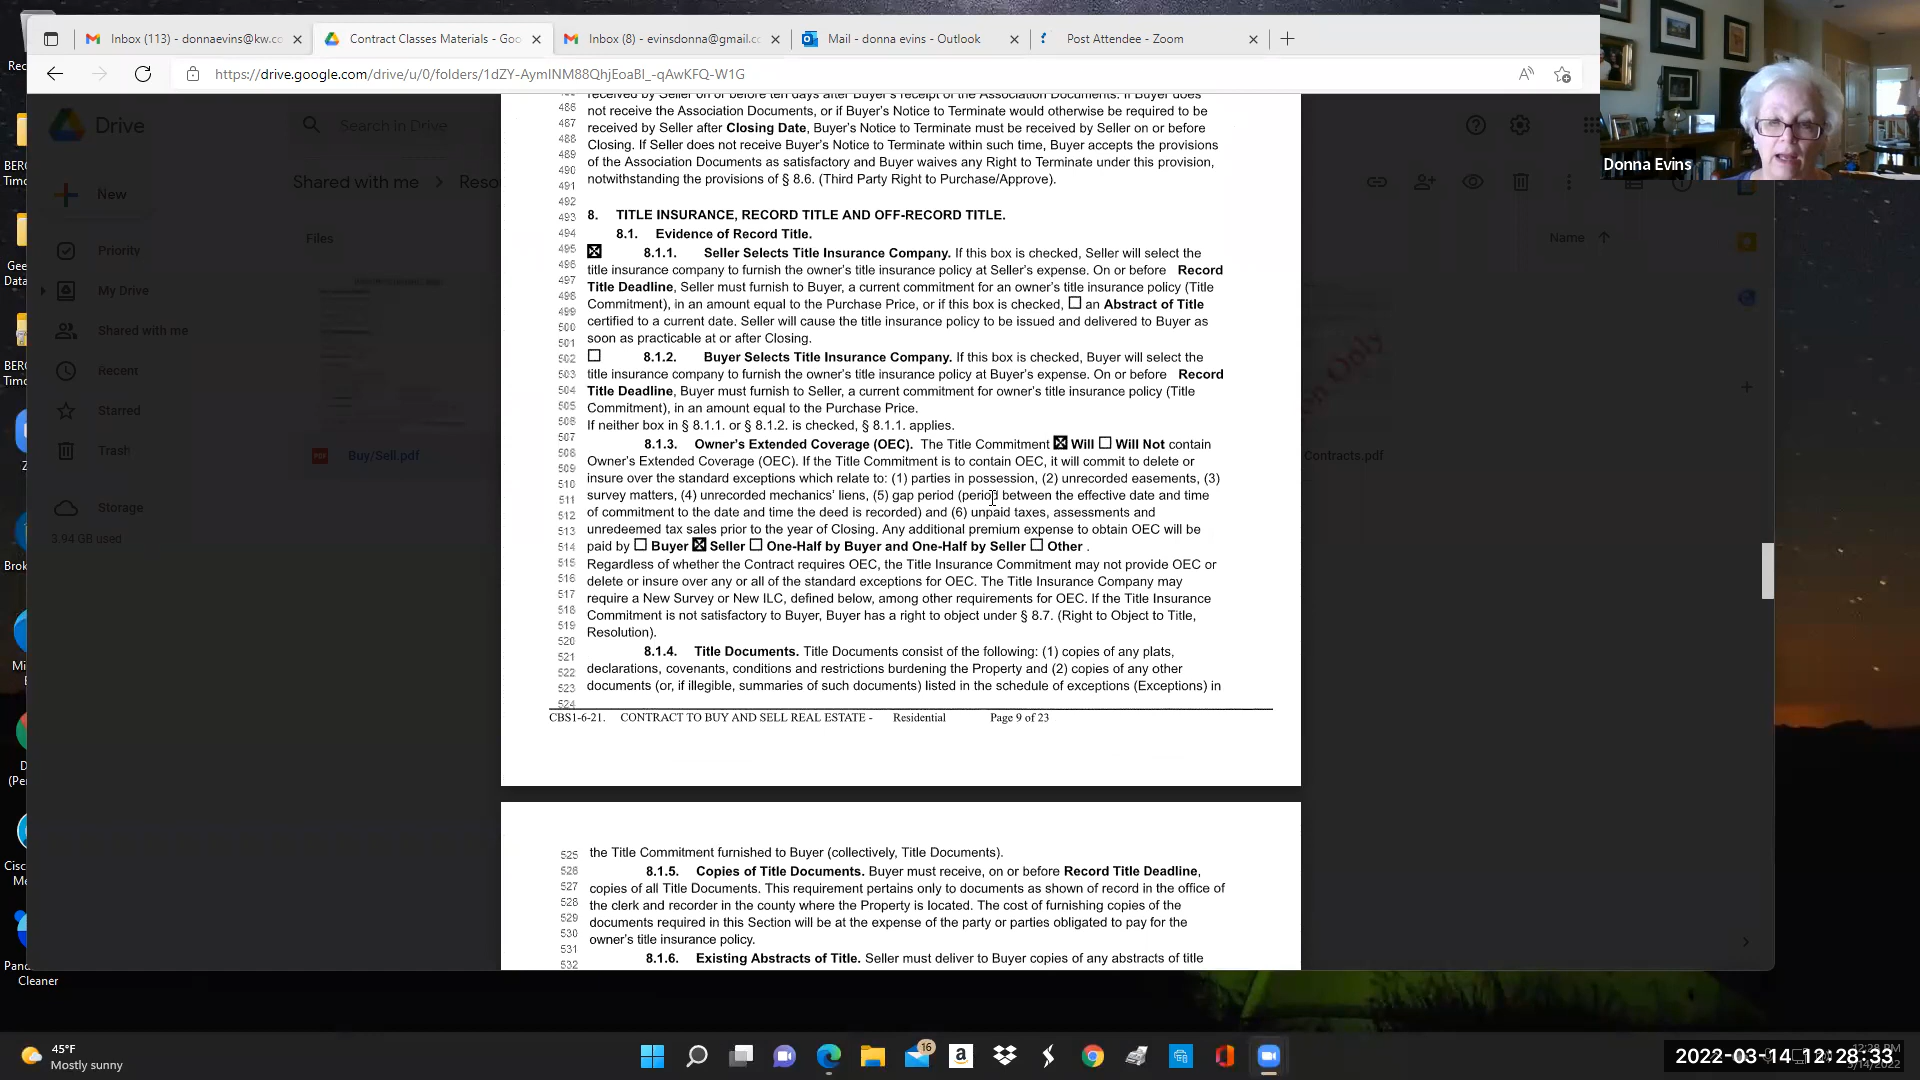 Inbox (113) - donnaevins@kw.co
Contract Classes Materials - Goo
Inbox (8) - evinsdonna@gmail.co
Mail - donna evins - Outlook
Post Attendee - Zoom
https://drive.google.com/drive/u/0/folders/1dZY-AymINM88QhjEoaBl_-qAwKFQ-W1G
Donna Evins
Drive
Search in Drive
New
Shared with me
Files
Name
Priority
My Drive
Shared with me
Recent
Starred
Trash
Storage
3.94 GB used
Buy/Sell.pdf
Contracts.pdf
received by Seller on or before ten days after Buyer's receipt of the Association Documents. If Buyer does
486 not receive the Association Documents, or if Buyer's Notice to Terminate would otherwise be required to be
487 received by Seller after Closing Date, Buyer's Notice to Terminate must be received by Seller on or before
488 Closing. If Seller does not receive Buyer's Notice to Terminate within such time, Buyer accepts the provisions
489 of the Association Documents as satisfactory and Buyer waives any Right to Terminate under this provision,
490 notwithstanding the provisions of § 8.6. (Third Party Right to Purchase/Approve).
491
492
493 8. TITLE INSURANCE, RECORD TITLE AND OFF-RECORD TITLE.
494 8.1. Evidence of Record Title.
495 ☒ 8.1.1. Seller Selects Title Insurance Company. If this box is checked, Seller will select the
496 title insurance company to furnish the owner's title insurance policy at Seller's expense. On or before Record
497 Title Deadline, Seller must furnish to Buyer, a current commitment for an owner's title insurance policy (Title
498 Commitment), in an amount equal to the Purchase Price, or if this box is checked, ☐ an Abstract of Title
499 certified to a current date. Seller will cause the title insurance policy to be issued and delivered to Buyer as
500 soon as practicable at or after Closing.
501
502 ☐ 8.1.2. Buyer Selects Title Insurance Company. If this box is checked, Buyer will select the
503 title insurance company to furnish the owner's title insurance policy at Buyer's expense. On or before Record
504 Title Deadline, Buyer must furnish to Seller, a current commitment for owner's title insurance policy (Title
505 Commitment), in an amount equal to the Purchase Price.
506 If neither box in § 8.1.1. or § 8.1.2. is checked, § 8.1.1. applies.
507 8.1.3. Owner's Extended Coverage (OEC). The Title Commitment ☒ Will ☐ Will Not contain
508 Owner's Extended Coverage (OEC). If the Title Commitment is to contain OEC, it will commit to delete or
509 insure over the standard exceptions which relate to: (1) parties in possession, (2) unrecorded easements, (3)
510 survey matters, (4) unrecorded mechanics' liens, (5) gap period (period between the effective date and time
511 of commitment to the date and time the deed is recorded) and (6) unpaid taxes, assessments and
512 unredeemed tax sales prior to the year of Closing. Any additional premium expense to obtain OEC will be
513
514 paid by ☐ Buyer ☒ Seller ☐ One-Half by Buyer and One-Half by Seller ☐ Other .
515 Regardless of whether the Contract requires OEC, the Title Insurance Commitment may not provide OEC or
516 delete or insure over any or all of the standard exceptions for OEC. The Title Insurance Company may
517 require a New Survey or New ILC, defined below, among other requirements for OEC. If the Title Insurance
518 Commitment is not satisfactory to Buyer, Buyer has a right to object under § 8.7. (Right to Object to Title,
519 Resolution).
520
521 8.1.4. Title Documents. Title Documents consist of the following: (1) copies of any plats,
522 declarations, covenants, conditions and restrictions burdening the Property and (2) copies of any other
523 documents (or, if illegible, summaries of such documents) listed in the schedule of exceptions (Exceptions) in
524
CBS1-6-21. CONTRACT TO BUY AND SELL REAL ESTATE - Residential Page 9 of 23
525 the Title Commitment furnished to Buyer (collectively, Title Documents).
526 8.1.5. Copies of Title Documents. Buyer must receive, on or before Record Title Deadline,
527 copies of all Title Documents. This requirement pertains only to documents as shown of record in the office of
528 the clerk and recorder in the county where the Property is located. The cost of furnishing copies of the
529 documents required in this Section will be at the expense of the party or parties obligated to pay for the
530 owner's title insurance policy.
531
532 8.1.6. Existing Abstracts of Title. Seller must deliver to Buyer copies of any abstracts of title
Cleaner
45°F
Mostly sunny
16
2022-03-14 12:28:33